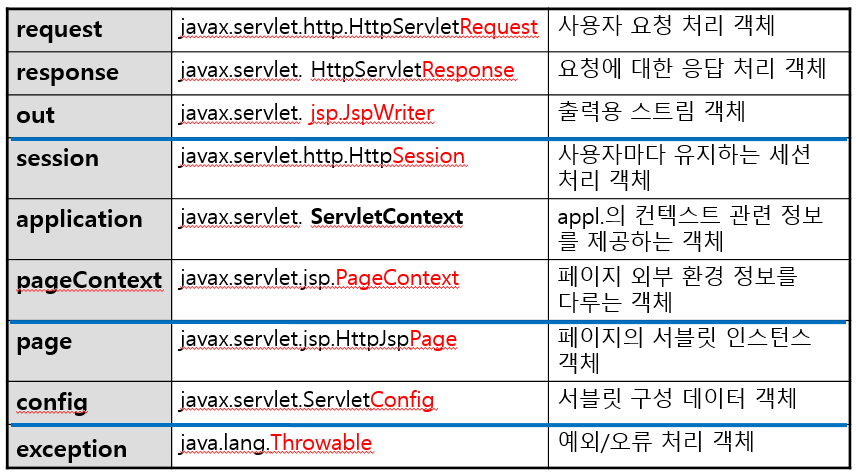 request javax.servlet.http.HttpServletRequest 사용자 요청 처리 객체
response javax.servlet. HttpServletResponse 요청에 대한 응답 처리 객체
out javax.servlet. jsp.JspWriter 출력용 스트림 객체
session javax.servlet.http.HttpSession 사용자마다 유지하는 세션
처리 객체
application javax.servlet. ServletContext appl.의 컨텍스트 관련 정보
를 제공하는 객체
pageContext javax.servlet.jsp.PageContext 페이지 외부 환경 정보를
다루는 객체
page javax.servlet.jsp.HttpJspPage 페이지의 서블릿 인스턴스
객체
config javax.servlet.ServletConfig 서블릿 구성 데이터 객체
exception java.lang.Throwable 예외/오류 처리 객체